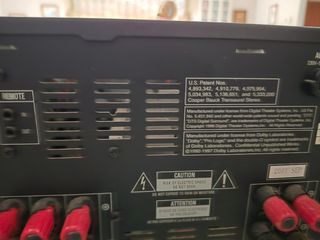 REMOTE
U.S. Patent Nos.
4,893,342, 4,910,779, 4,975,954,
5,034,983, 5,136,651, and 5,333,200
Cooper Bauck Transaural Stereo.
Manufactured under license from Digital Theater Systems, Inc. US Pat.
No. 5,451,942 and other world-wide patents issued and pending. "DTS",
"DTS Digital Surround", are trademarks of Digital Theater Systems, Inc.
Copyright 1996 Digital Theater Systems, Inc.
Manufactured under license from Dolby Laboratories.
"Dolby", "Pro Logic" and the double-D symbol are trademarks
of Dolby Laboratories. Confidential Unpublished Works.
©1992-1997 Dolby Laboratories, Inc. All rights reserved.
CAUTION
RISK OF ELECTRIC SHOCK
DO NOT OPEN
ATTENTION